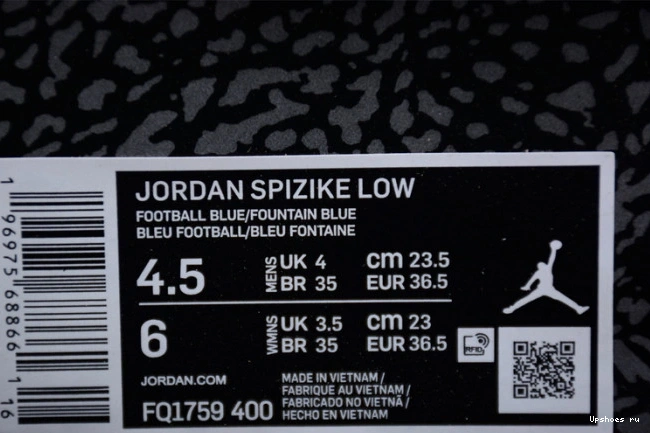 JORDAN SPIZIKE LOW
FOOTBALL BLUE/FOUNTAIN BLUE
BLEU FOOTBALL/BLEU FONTAINE
4.5 MENS UK 4 cm 23.5
BR 35 EUR 36.5
6 WMNS UK 3.5 cm 23
BR 35 EUR 36.5
RFID
JORDAN.COM
FQ1759 400
MADE IN VIETNAM /
FABRIQUE AU VIETNAM /
FABRICADO NO VIETNÃ /
HECHO EN VIETNAM
1 96975 68866 1 16
Upshoes ru